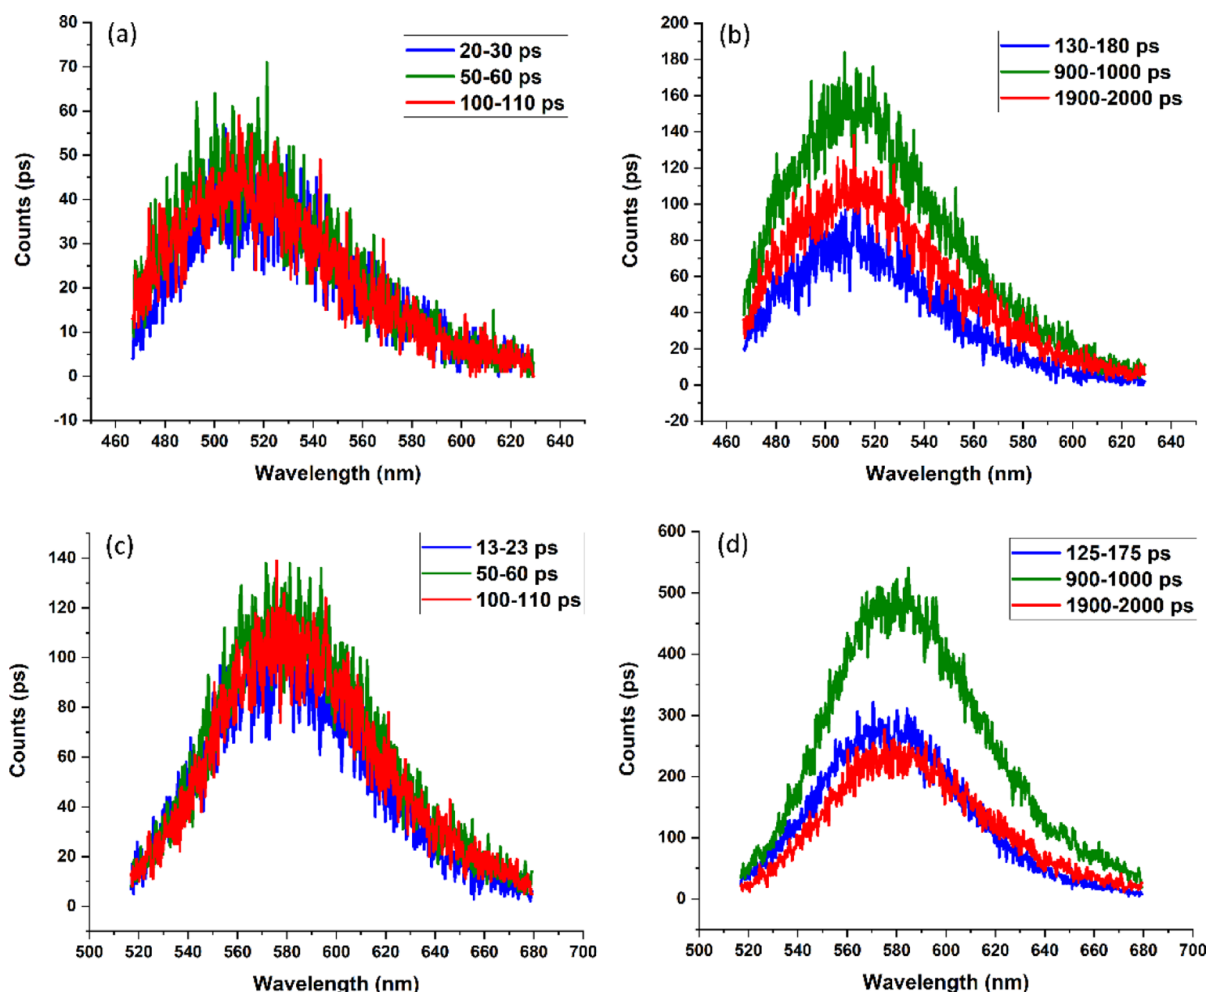 (a)
20-30 ps
50-60 ps
100-110 ps
Counts (ps)
80
70
60
50
40
30
20
10
0
-10
460 480 500 520 540 560 580 600 620 640
Wavelength (nm)
(b)
130-180 ps
900-1000 ps
1900-2000 ps
Counts (ps)
200
180
160
140
120
100
80
60
40
20
0
-20
460 480 500 520 540 560 580 600 620 640
Wavelength (nm)
(c)
13-23 ps
50-60 ps
100-110 ps
Counts (ps)
140
120
100
80
60
40
20
0
500 520 540 560 580 600 620 640 660 680 700
Wavelength (nm)
(d)
125-175 ps
900-1000 ps
1900-2000 ps
Counts (ps)
600
500
400
300
200
100
0
500 520 540 560 580 600 620 640 660 680 700
Wavelength (nm)